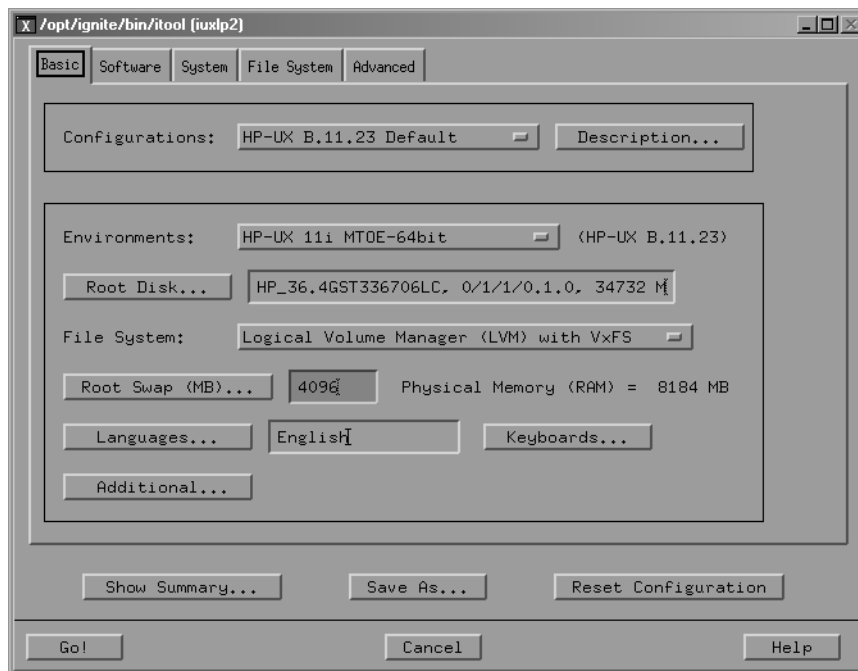 X /opt/ignite/bin/itool (iuxlp2)
Basic Software System File System Advanced
Configurations: HP-UX B.11.23 Default Description...
Environments: HP-UX 11i MTOE-64bit (HP-UX B.11.23)
Root Disk... HP_36.4GST336706LC, 0/1/1/0.1.0, 34732 M
File System: Logical Volume Manager (LVM) with VxFS
Root Swap (MB)... 4096 Physical Memory (RAM) = 8184 MB
Languages... English Keyboards...
Additional...
Show Summary... Save As... Reset Configuration
Go! Cancel Help